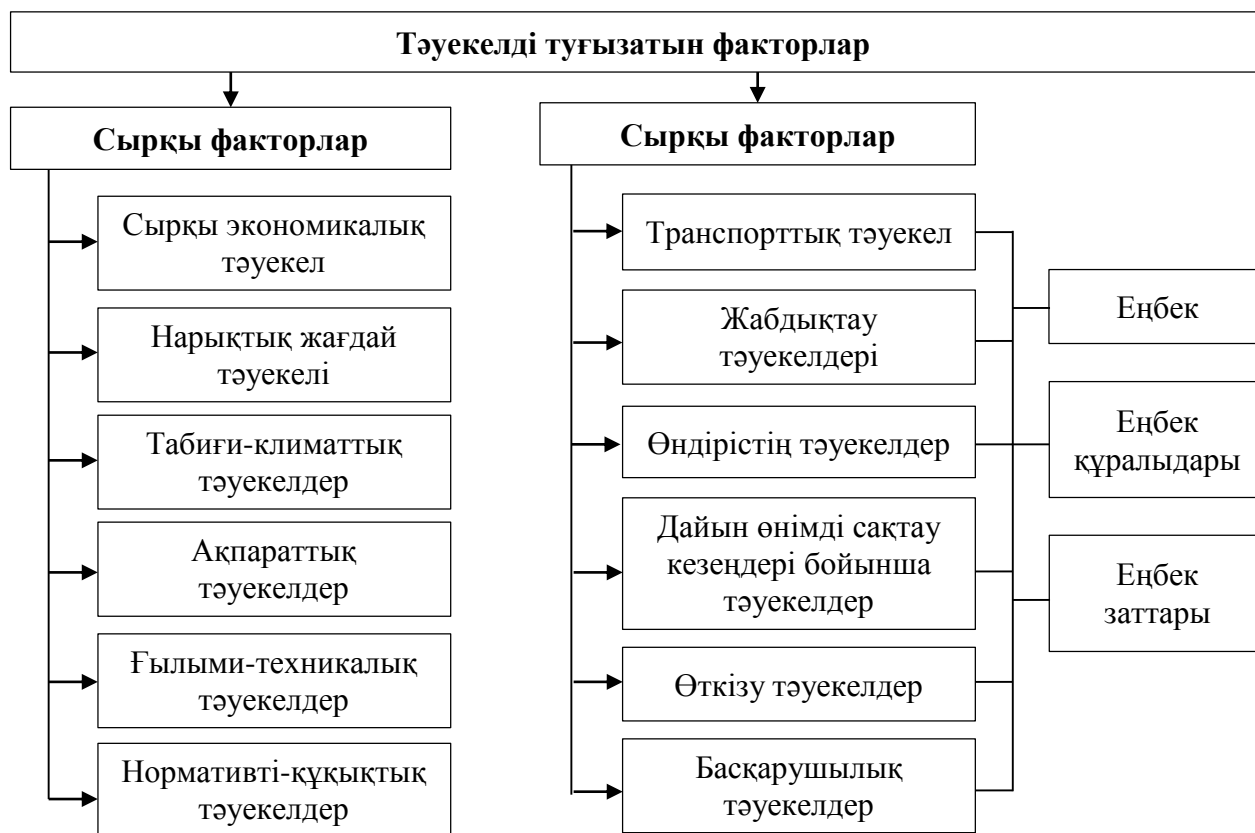 Тәуекелді туғызатын факторлар
Сырқы факторлар
Сырқы экономикалық
тәуекел
Нарықтық жағдай
тәуекелі
Табиғи-климаттық
тәуекелдер
Ақпараттық
тәуекелдер
Ғылыми-техникалық
тәуекелдер
Нормативті-құқықтық
тәуекелдер
Сырқы факторлар
Транспорттық тәуекел
Жабдықтау
тәуекелдері
Өндірістің тәуекелдер
Дайын өнімді сақтау
кезеңдері бойынша
тәуекелдер
Өткізу тәуекелдер
Басқарушылық
тәуекелдер
Еңбек
Еңбек
құралыдары
Еңбек
заттары